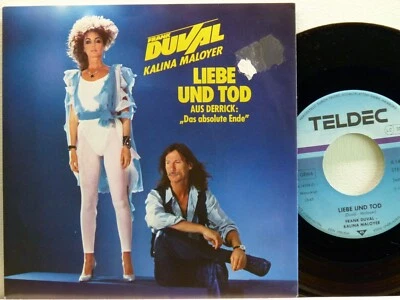 FRANK
DUVAL
KALINA MALOYER
LIEBE
UND TOD
AUS DERRICK:
„Das absolute Ende“
TELDEC
LIEBE UND TOD
FRANK DUVAL
KALINA MALOYER